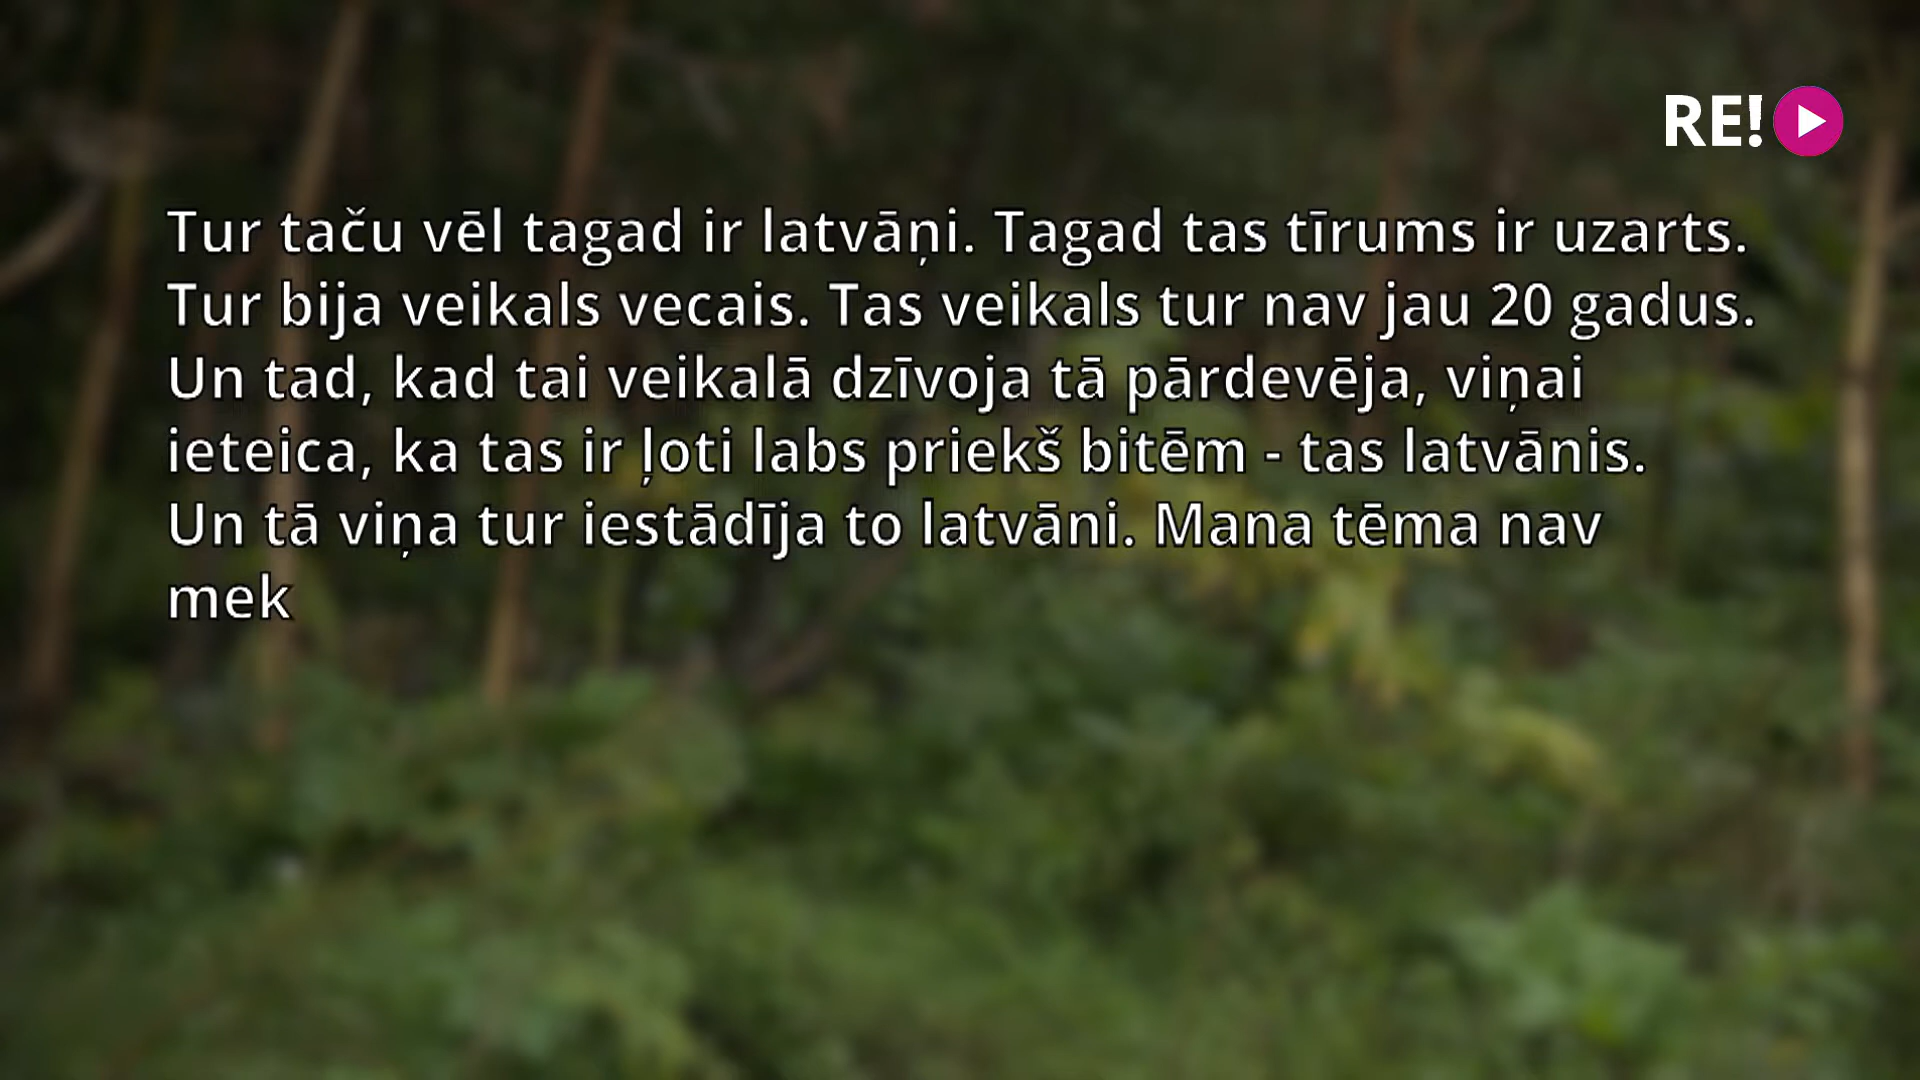 RE!
Tur taču vēl tagad ir latvāņi. Tagad tas tīrums ir uzarts.
Tur bija veikals vecais. Tas veikals tur nav jau 20 gadus.
Un tad, kad tai veikalā dzīvoja tā pārdevēja, viņai
ieteica, ka tas ir ļoti labs priekš bitēm - tas latvānis.
Un tā viņa tur iestādīja to latvāni. Mana tēma nav
mek